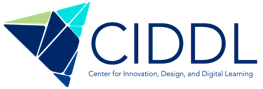 CIDDL
Center for Innovation, Design, and Digital Learning